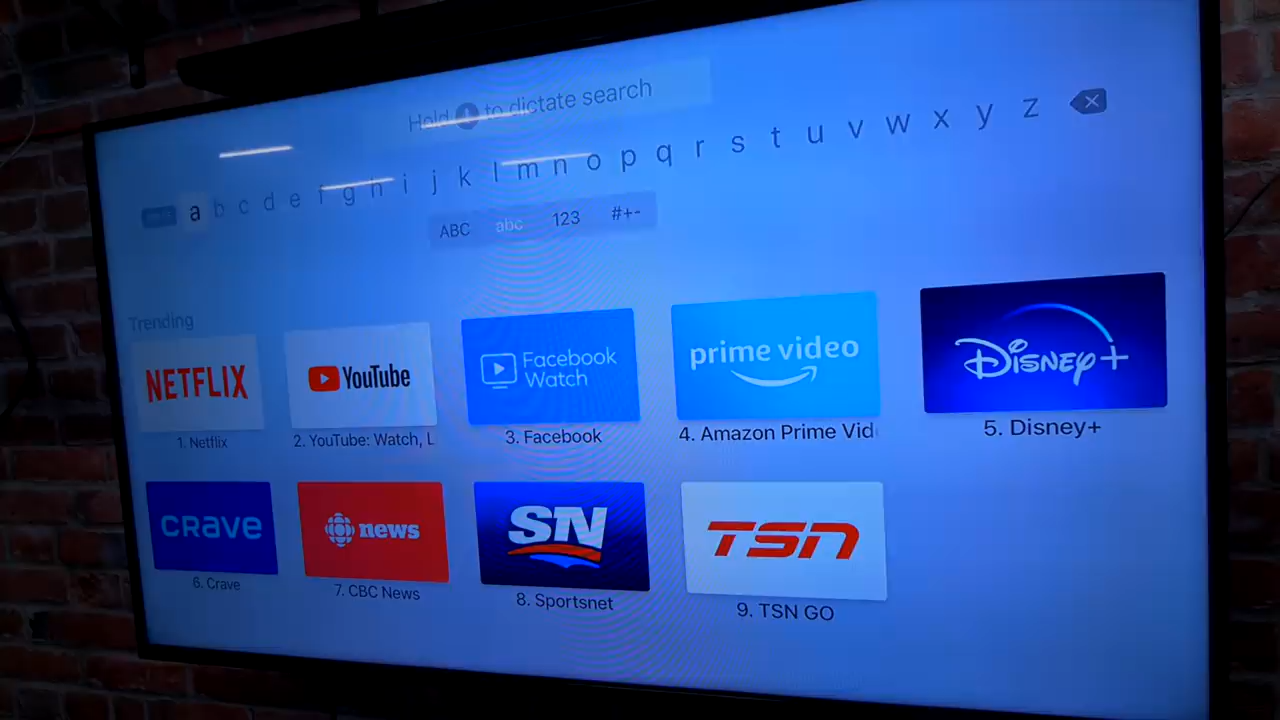 Hold to dictate search
a b c d e f g h i j k l m n o p q r s t u v w x y z
ABC abc 123 #+-
Trending
NETFLIX
YouTube
Facebook Watch
prime video
Disney+
1. Netflix
2. YouTube: Watch, L
3. Facebook
4. Amazon Prime Vid
5. Disney+
CRAVE
news
SN
TSN
6. Crave
7. CBC News
8. Sportsnet
9. TSN GO